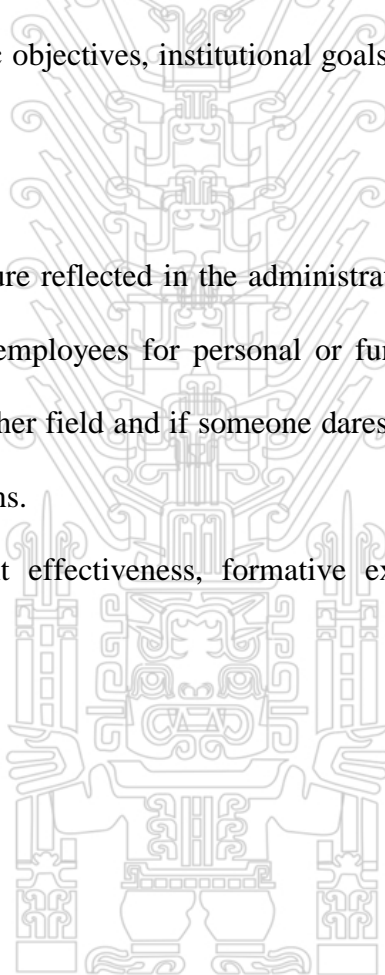 objectives, institutional goals
ure reflected in the administrat
employees for personal or fu
her field and if someone dares
ns.
t effectiveness, formative ex